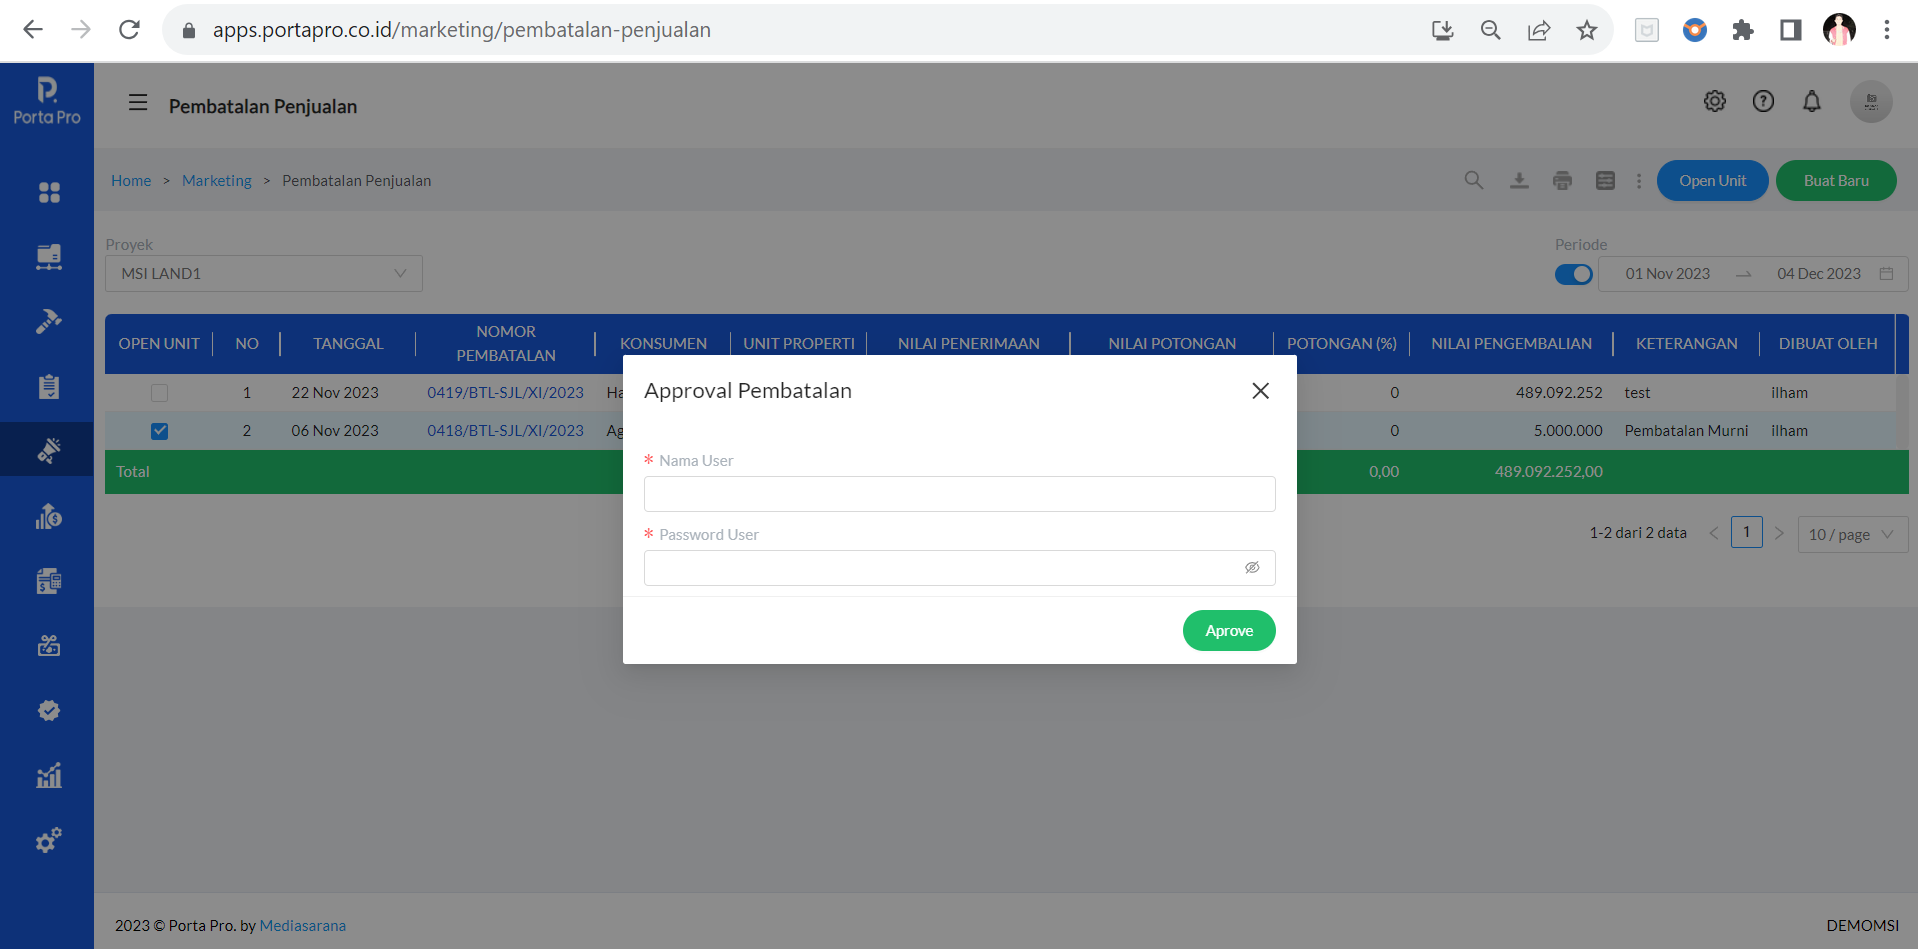 apps.portapro.co.id/marketing/pembatalan-penjualan
Porta Pro
Pembatalan Penjualan
Home > Marketing > Pembatalan Penjualan
Open Unit
Buat Baru
Proyek
MSI LAND1
Periode
01 Nov 2023
04 Dec 2023
OPEN UNIT NO TANGGAL NOMOR PEMBATALAN KONSUMEN UNIT PROPERTI NILAI PENERIMAAN NILAI POTONGAN POTONGAN (%) NILAI PENGEMBALIAN KETERANGAN DIBUAT OLEH
1 22 Nov 2023 0419/BTL-SJL/XI/2023 Ha 0 489.092.252 test ilham
2 06 Nov 2023 0418/BTL-SJL/XI/2023 Ag 0 5.000.000 Pembatalan Murni ilham
Total 0,00 489.092.252,00
1-2 dari 2 data < 1 > 10 / page
Approval Pembatalan
* Nama User
* Password User
Aprove
2023 © Porta Pro. by Mediasarana
DEMOMSI